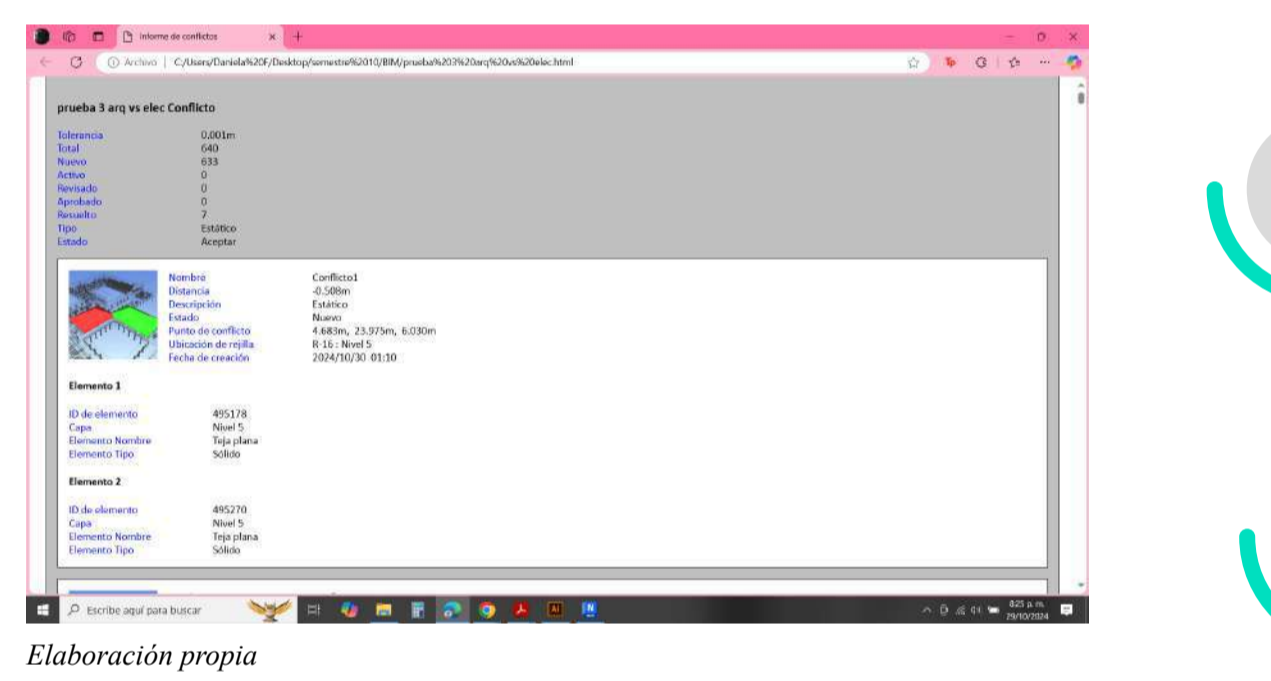 Informe de conflictos
Archivo | C:/Users/Daniela%20F/Desktop/semestre%2010/BIM/prueba%203%20arq%20vs%20elec.html
prueba 3 arq vs elec Conflicto
Tolerancia 0,001m
Total 640
Nuevo 633
Activo 0
Revisado 0
Aprobado 0
Resuelto 7
Tipo Estático
Estado Aceptar
Nombre Conflicto1
Distancia -0.508m
Descripción Estático
Estado Nuevo
Punto de conflicto 4.683m, 23.975m, 6.030m
Ubicación de rejilla R-16 : Nivel 5
Fecha de creación 2024/10/30 01:10
Elemento 1
ID de elemento 495178
Capa Nivel 5
Elemento Nombre Teja plana
Elemento Tipo Sólido
Elemento 2
ID de elemento 495270
Capa Nivel 5
Elemento Nombre Teja plana
Elemento Tipo Sólido
Escribe aquí para buscar
8:25 p. m.
29/10/2024
Elaboración propia